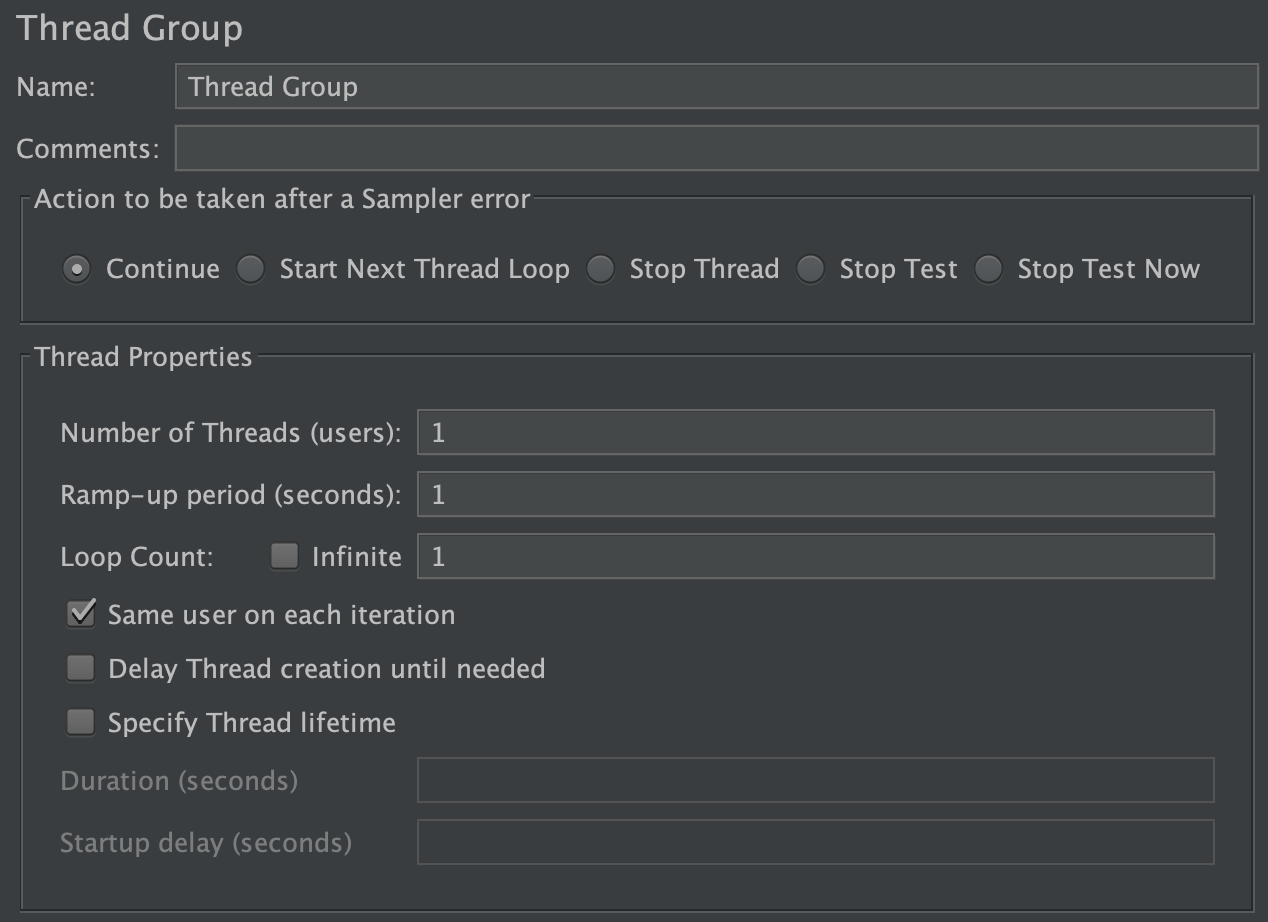 Thread Group
Name: Thread Group
Comments:
Action to be taken after a Sampler error
Continue Start Next Thread Loop Stop Thread Stop Test Stop Test Now
Thread Properties
Number of Threads (users): 1
Ramp-up period (seconds): 1
Loop Count: Infinite 1
Same user on each iteration
Delay Thread creation until needed
Specify Thread lifetime
Duration (seconds)
Startup delay (seconds)